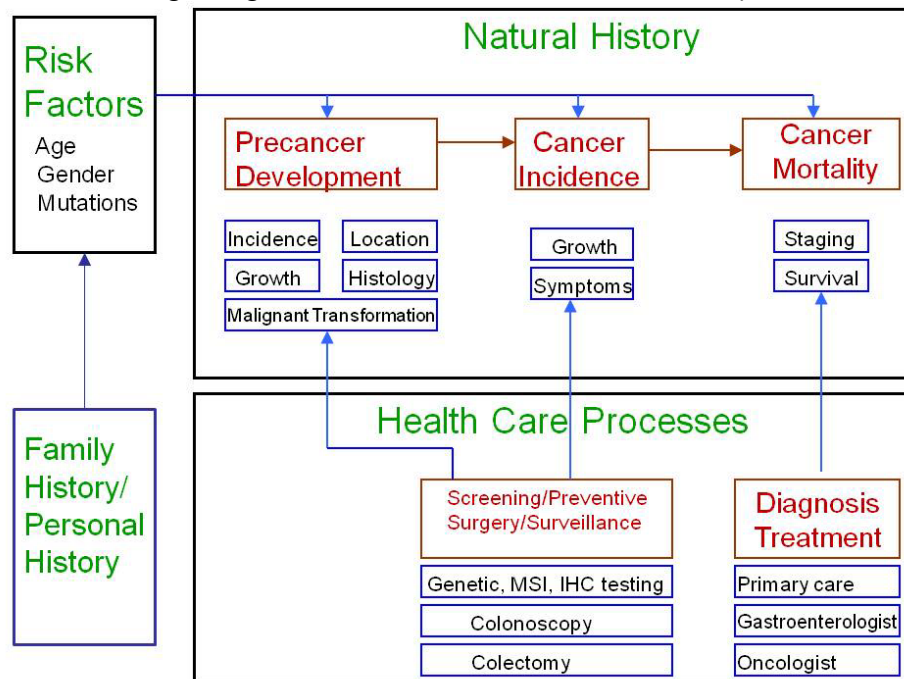 Risk
Factors
Age
Gender
Mutations
Natural History
Precancer
Development
Cancer
Incidence
Cancer
Mortality
Incidence
Location
Growth
Histology
Malignant Transformation
Growth
Symptoms
Staging
Survival
Family
History/
Personal
History
Health Care Processes
Screening/Preventive
Surgery/Surveillance
Genetic, MSI, IHC testing
Colonoscopy
Colectomy
Diagnosis
Treatment
Primary care
Gastroenterologist
Oncologist